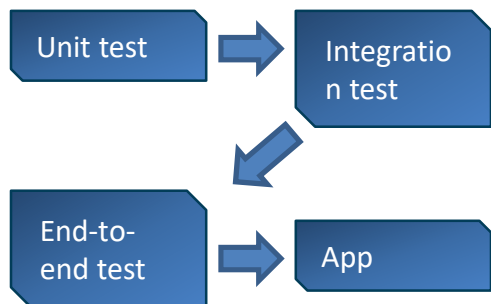 Unit test
Integratio
n test
End-to-
end test
App